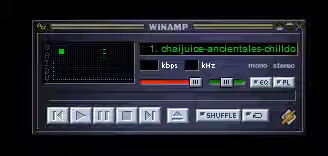 WINAMP
1. chaijuice-ancientales-chilldo
kbps kHz mono stereo
EQ PL
SHUFFLE